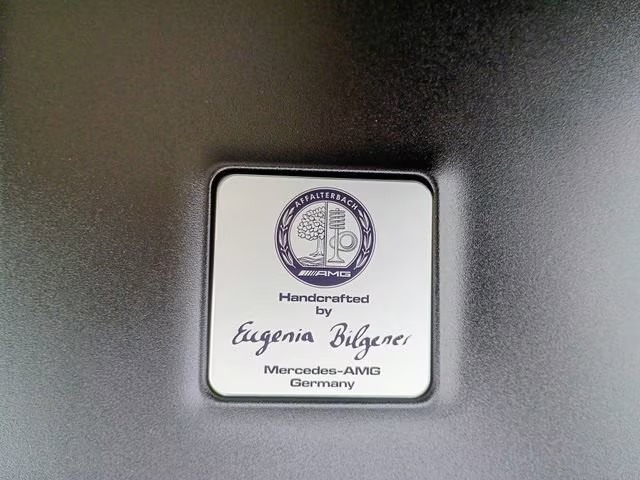 AFFALTERBACH
AMG
Handcrafted
by
Eugenia Bilgener
Mercedes-AMG
Germany